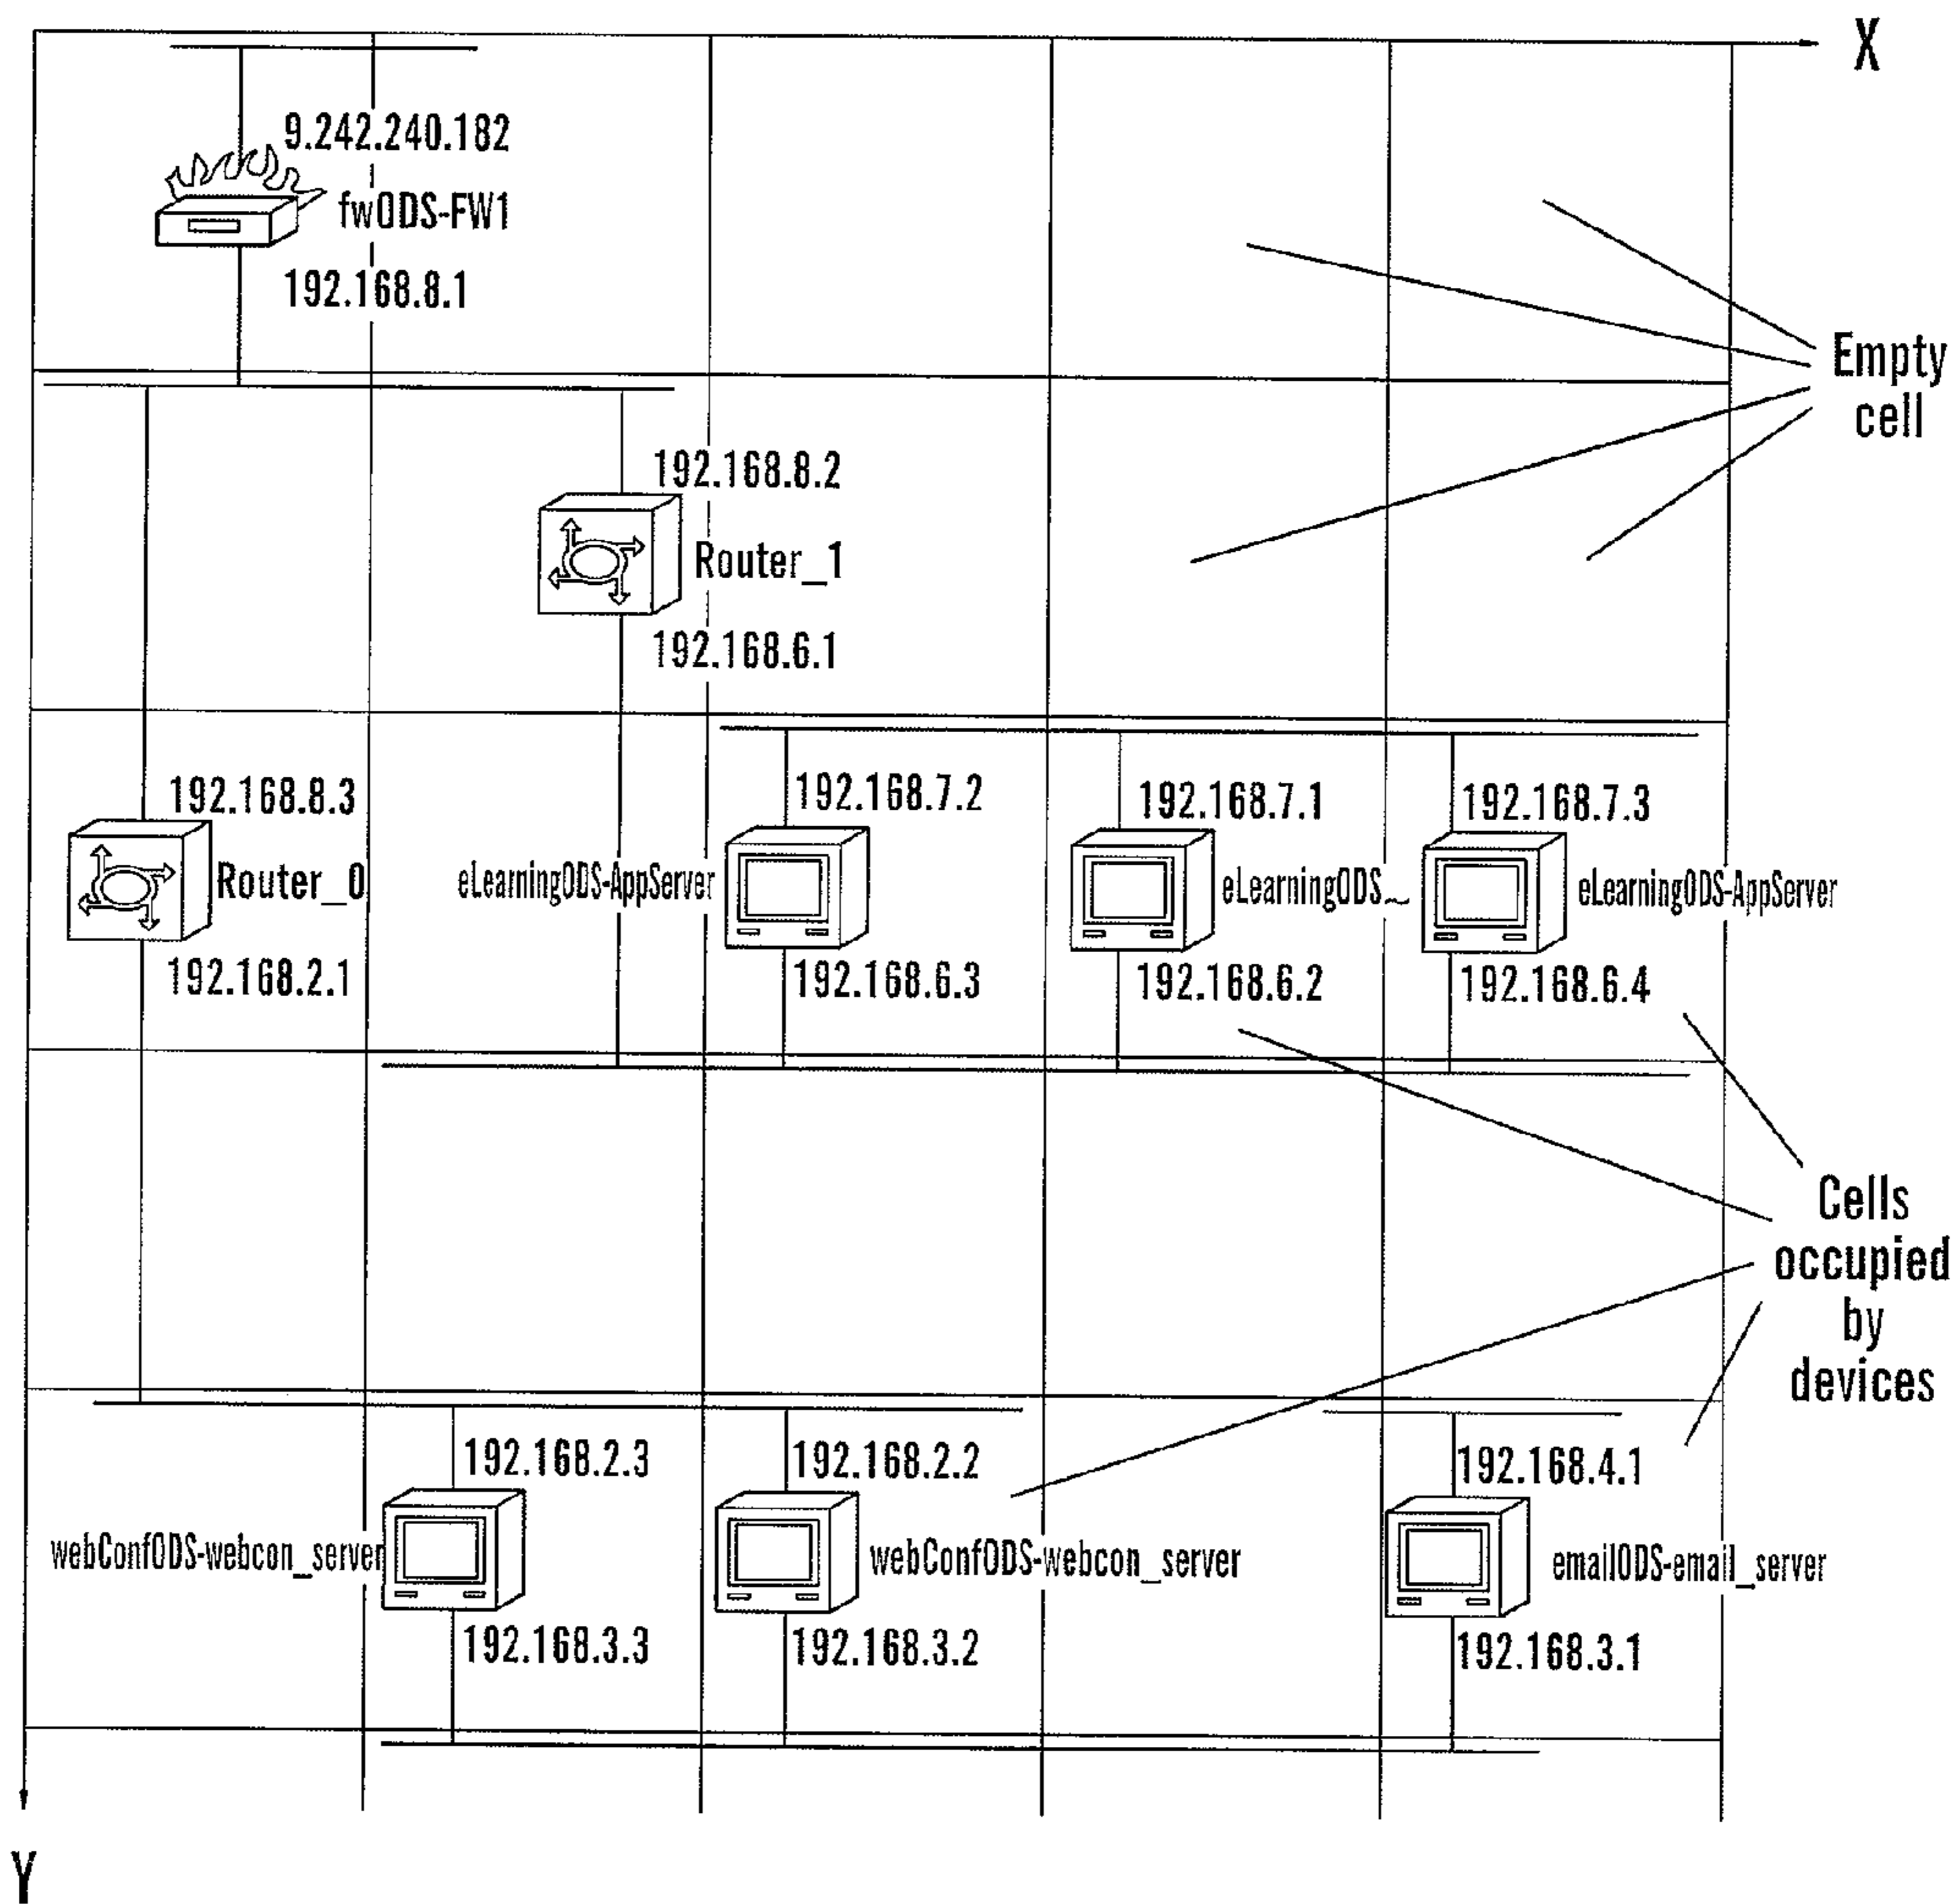 X
9.242.240.182
fwODS-FW1
192.168.8.1
Empty
cell
192.168.8.2
Router_1
192.168.6.1
192.168.8.3
Router_0
192.168.2.1
192.168.7.2
eLearningODS-AppServer
192.168.6.3
192.168.7.1
eLearningODS~
192.168.6.2
192.168.7.3
eLearningODS-AppServer
192.168.6.4
Cells
occupied
by
devices
192.168.2.3
webConfODS-webcon_server
192.168.3.3
192.168.2.2
webConfODS-webcon_server
192.168.3.2
192.168.4.1
emailODS-email_server
192.168.3.1
Y